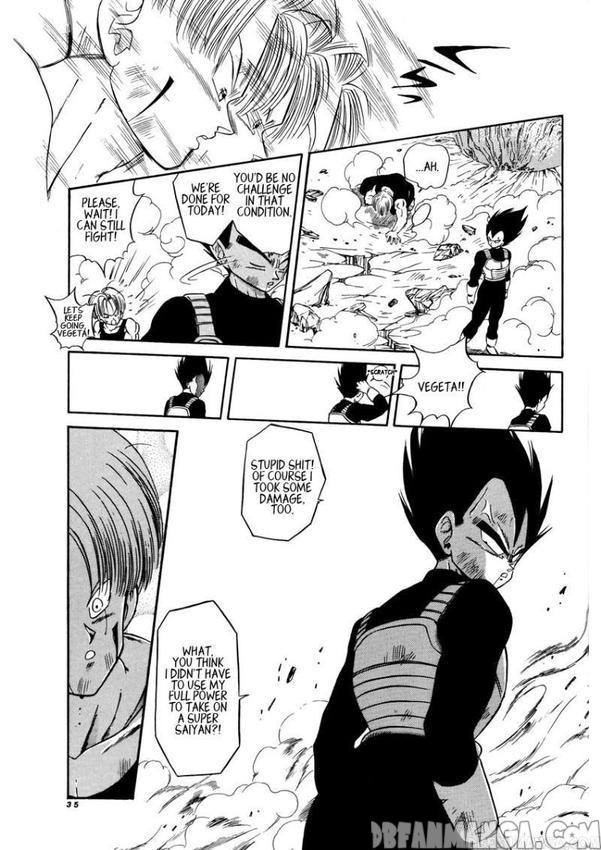 ...AH.
YOU'D BE NO
CHALLENGE
IN THAT
CONDITION.
WE'RE
DONE FOR
TODAY!
PLEASE,
WAIT! I
CAN STILL
FIGHT!
LET'S
KEEP
GOING,
VEGETA!
VEGETA!!
*SCRATCH*
STUPID SHIT!
OF COURSE I
TOOK SOME
DAMAGE,
TOO.
WHAT,
YOU THINK
I DIDN'T HAVE
TO USE MY
FULL POWER
TO TAKE ON
A SUPER
SAIYAN?!
35
DBFANMANGA.COM